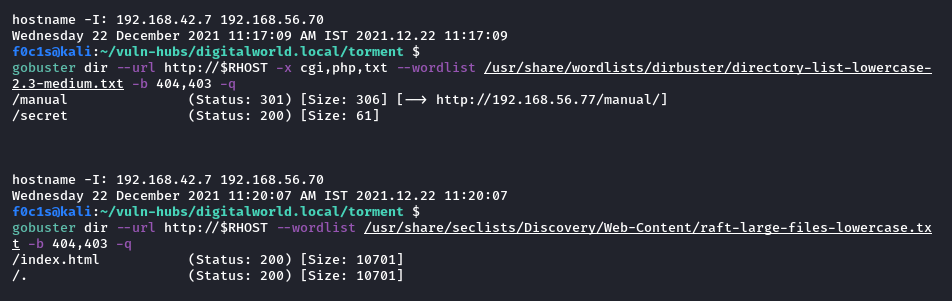 hostname -I: 192.168.42.7 192.168.56.70
Wednesday 22 December 2021 11:17:09 AM IST 2021.12.22 11:17:09
f0c1s@kali:~/vuln-hubs/digitalworld.local/torment $
gobuster dir --url http://$RHOST -x cgi,php,txt --wordlist /usr/share/wordlists/dirbuster/directory-list-lowercase-
2.3-medium.txt -b 404,403 -q
/manual (Status: 301) [Size: 306] [--> http://192.168.56.77/manual/]
/secret (Status: 200) [Size: 61]
hostname -I: 192.168.42.7 192.168.56.70
Wednesday 22 December 2021 11:20:07 AM IST 2021.12.22 11:20:07
f0c1s@kali:~/vuln-hubs/digitalworld.local/torment $
gobuster dir --url http://$RHOST --wordlist /usr/share/seclists/Discovery/Web-Content/raft-large-files-lowercase.tx
t -b 404,403 -q
/index.html (Status: 200) [Size: 10701]
/. (Status: 200) [Size: 10701]